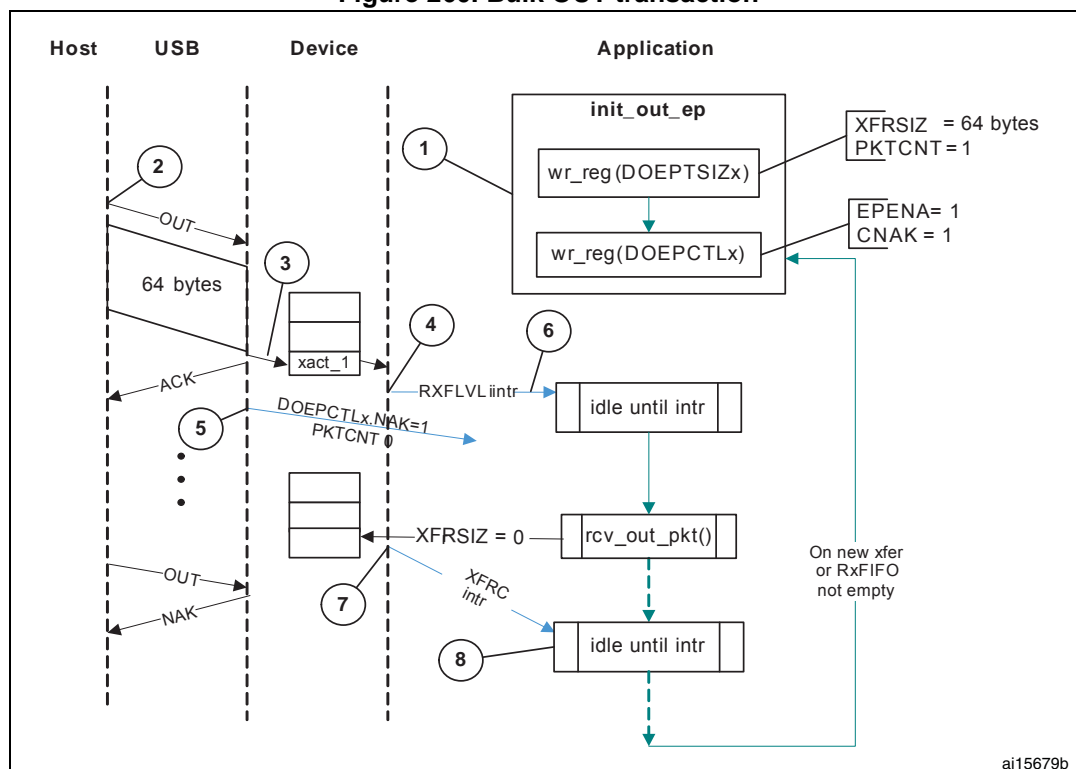 Host USB Device Application
init_out_ep
XFRSIZ = 64 bytes
PKTCNT = 1
1
wr_reg(DOEPTSIZx)
2
OUT
EPENA= 1
CNAK = 1
wr_reg(DOEPCTLx)
64 bytes
3
4
6
xact_1
ACK
RXFLVL iintr
idle until intr
DOEPCTLx.NAK=1
PKTCNT 0
5
XFRSIZ = 0
rcv_out_pkt()
On new xfer
or RxFIFO
not empty
OUT
XFRC
intr
NAK
7
idle until intr
8
ai15679b